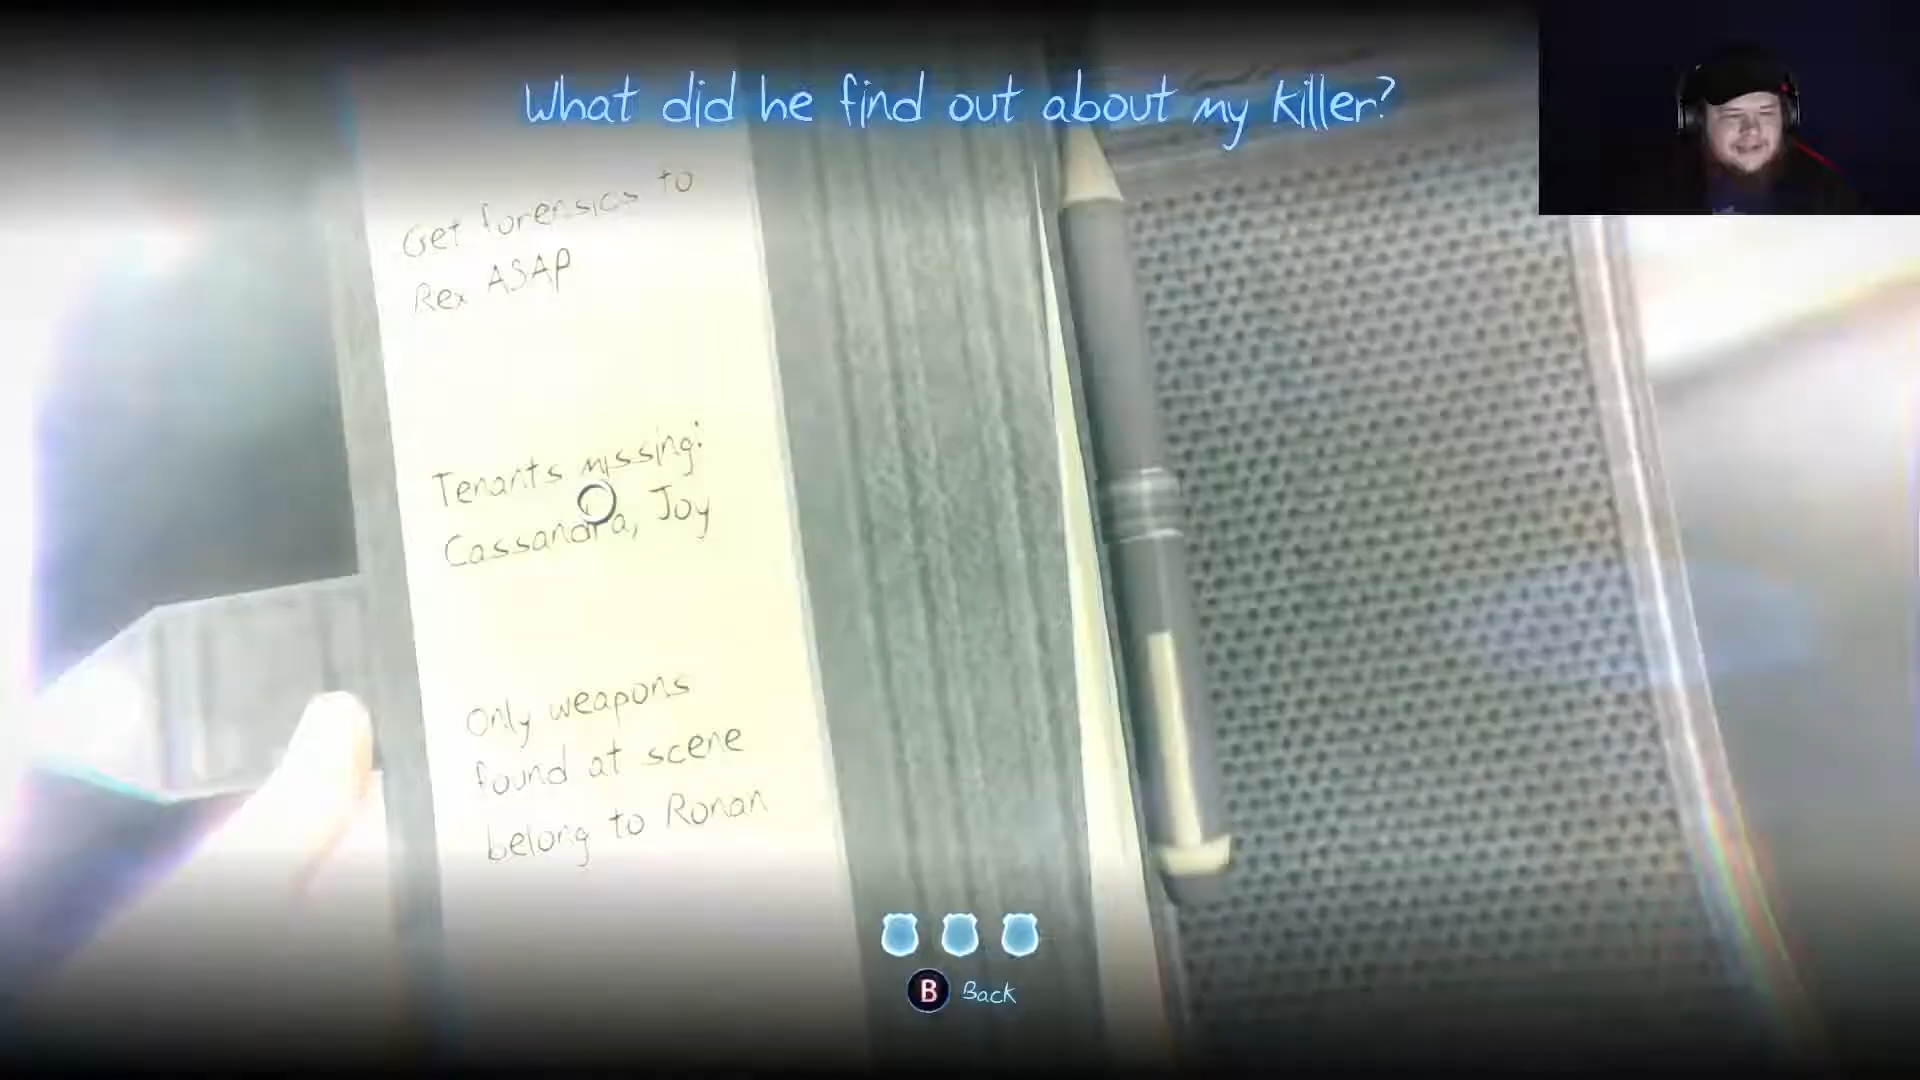 What did he find out about my killer?
Get forensics to
Rex ASAP
Tenants missing:
Cassandra, Joy
Only weapons
found at scene
belong to Ronan
B Back